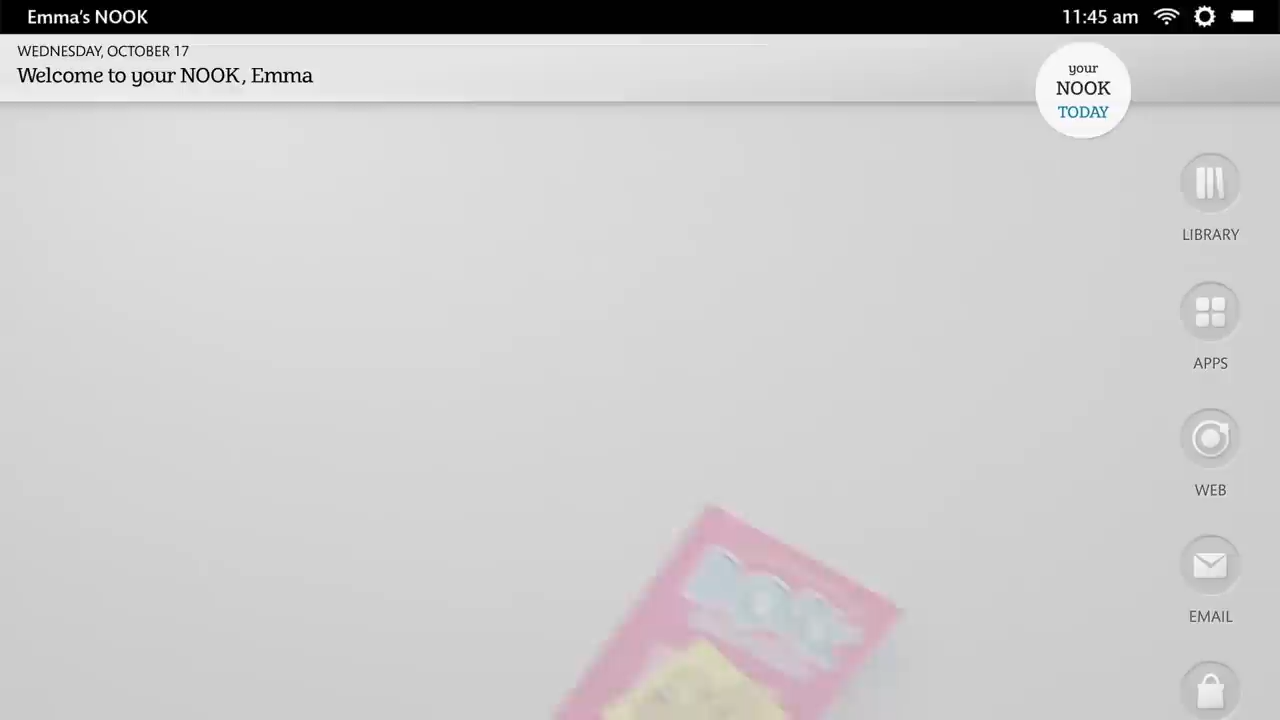 Emma's NOOK
11:45 am
WEDNESDAY, OCTOBER 17
Welcome to your NOOK, Emma
your
NOOK
TODAY
LIBRARY
APPS
WEB
EMAIL